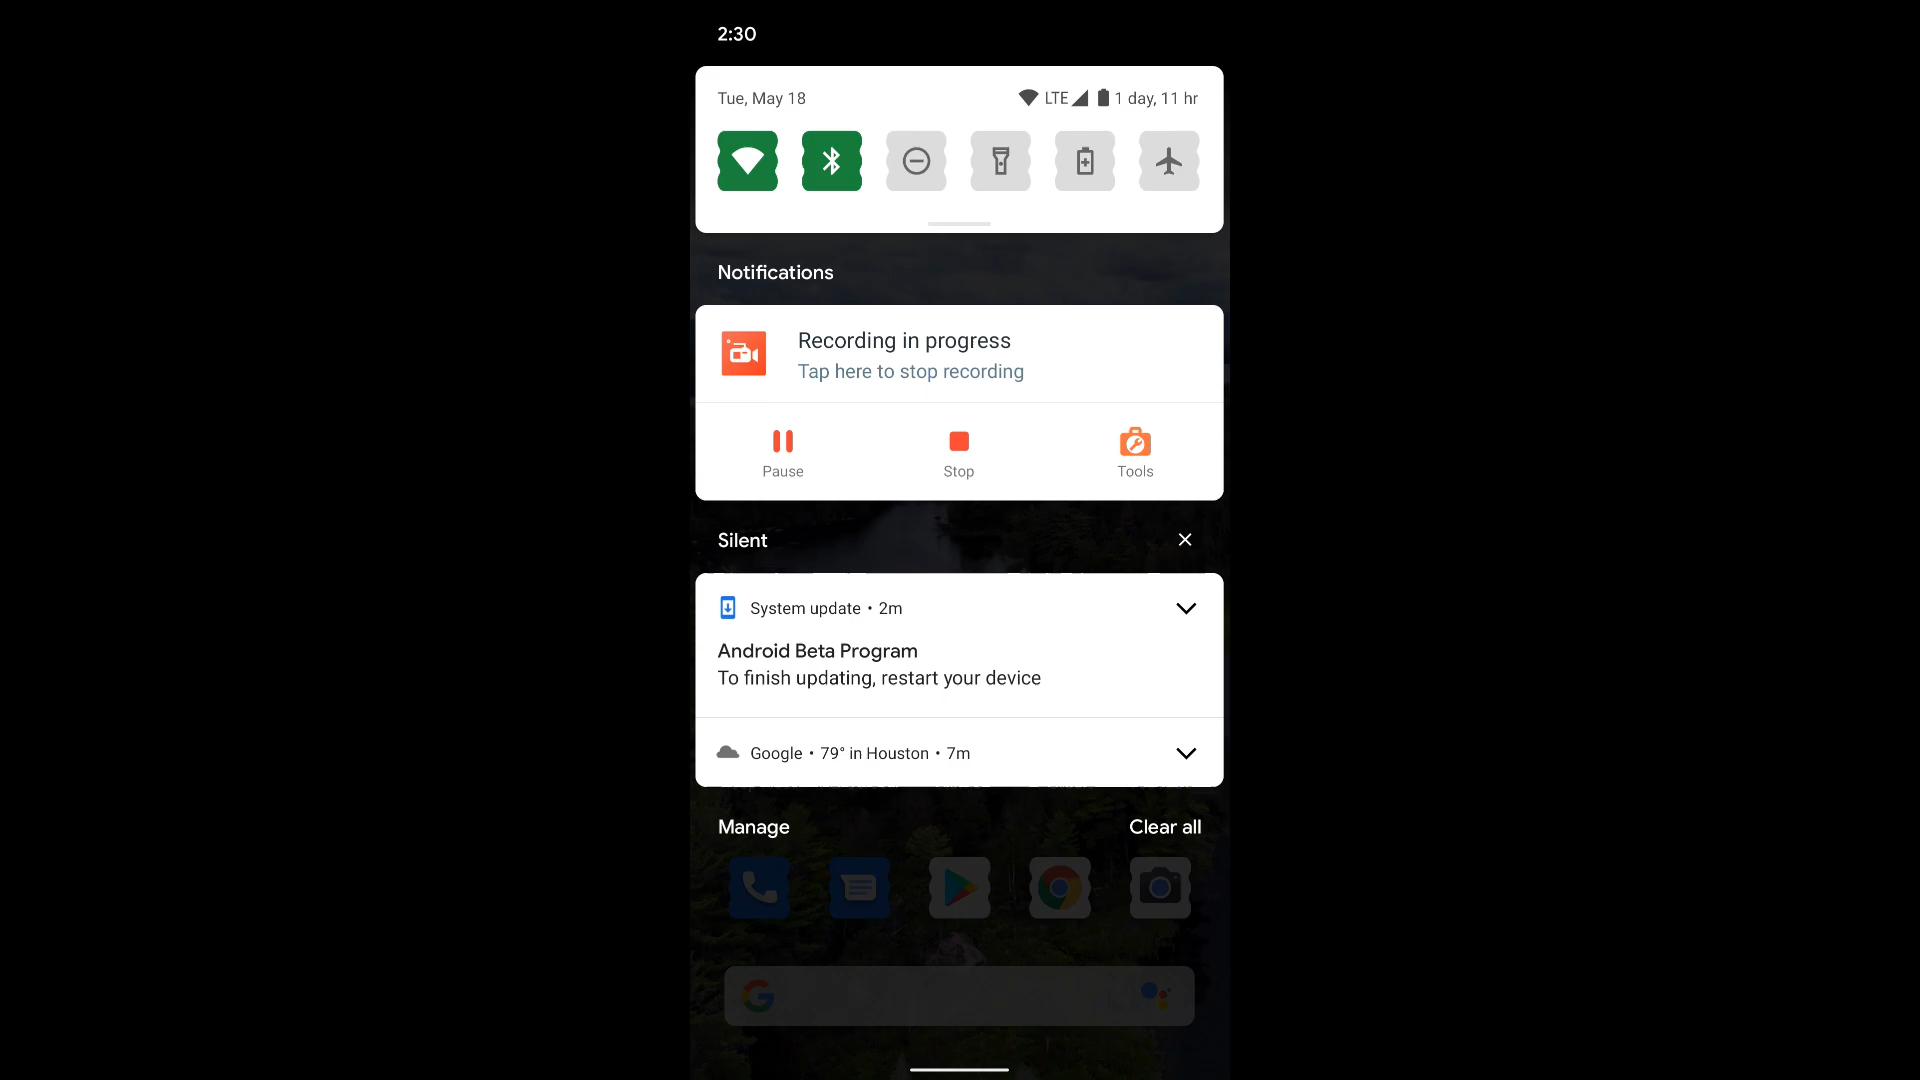 2:30
Tue, May 18
LTE 1 day, 11 hr
Notifications
Recording in progress
Tap here to stop recording
Pause
Stop
Tools
Silent
System update • 2m
Android Beta Program
To finish updating, restart your device
Google • 79° in Houston • 7m
Manage
Clear all